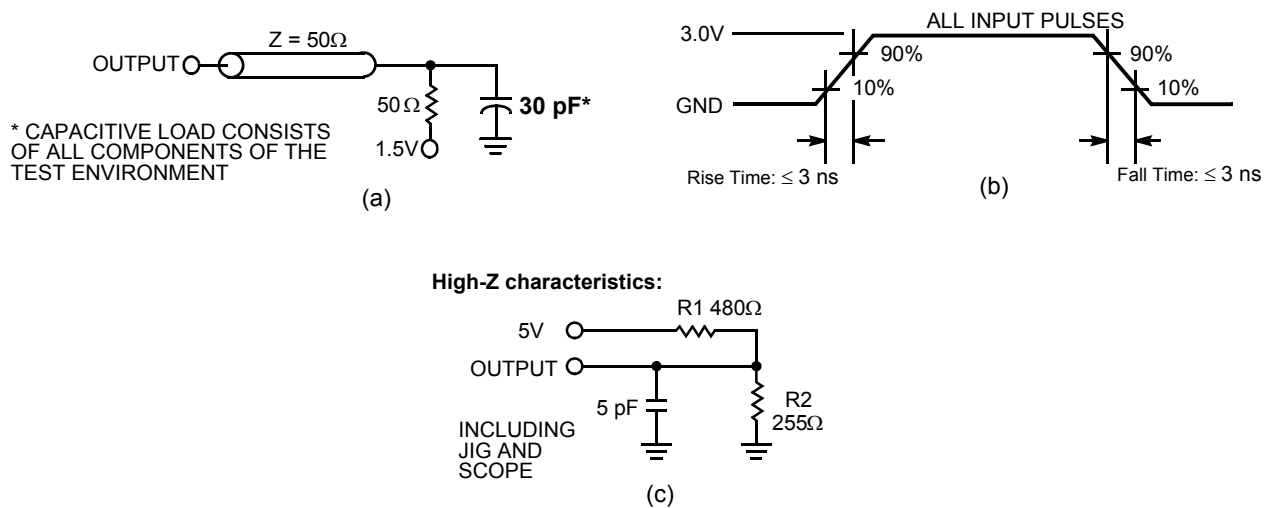 Z = 50Ω
OUTPUT
50Ω
30 pF*
1.5V
* CAPACITIVE LOAD CONSISTS
OF ALL COMPONENTS OF THE
TEST ENVIRONMENT
(a)
ALL INPUT PULSES
3.0V
90%
90%
10%
10%
GND
Rise Time: ≤ 3 ns
Fall Time: ≤ 3 ns
(b)
High-Z characteristics:
R1 480Ω
5V
OUTPUT
5 pF
R2
255Ω
INCLUDING
JIG AND
SCOPE
(c)